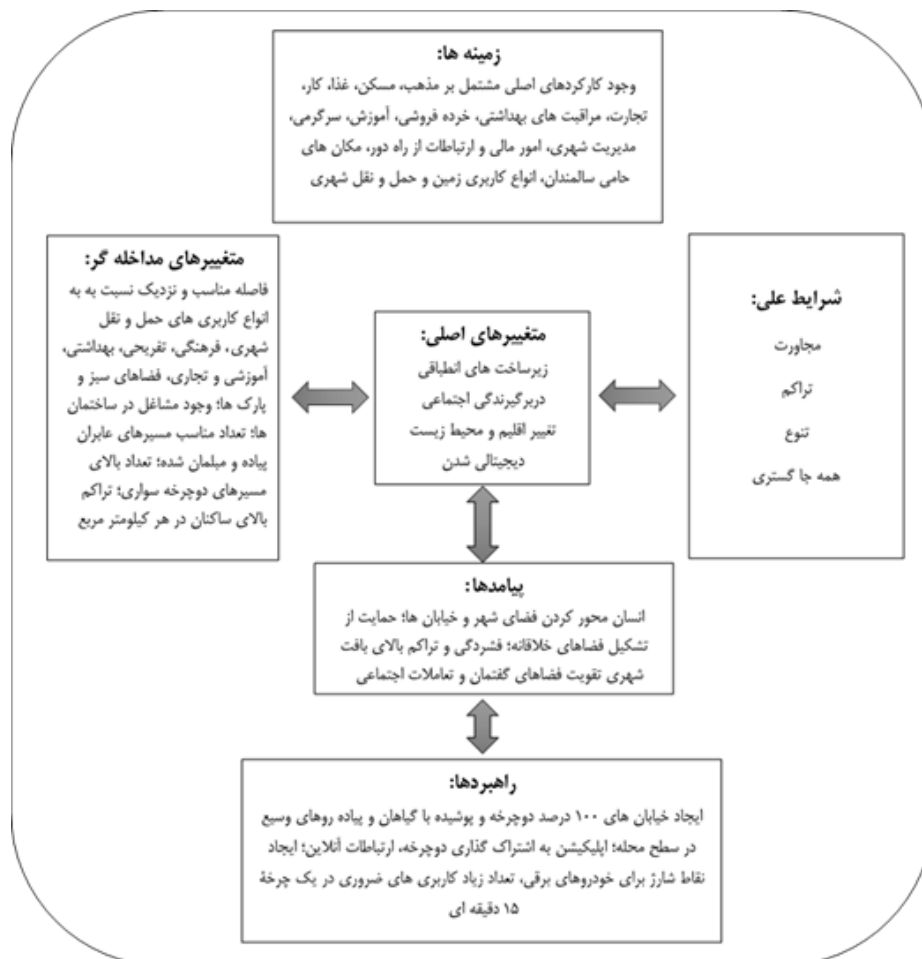 زمینه ها:
وجود کارکردهای اصلی مشتمل بر مذهب، مسکن، غذا، کار،
تجارت، مراقبت های بهداشتی، خرده فروشی، آموزش، سرگرمی،
مدیریت شهری، امور مالی و ارتباطات از راه دور، مکان های
حامی سالمندان، انواع کاربری زمین و حمل و نقل شهری
شرایط علی:
مجاورت
تراکم
تنوع
همه جا گستری
متغییرهای اصلی:
زیرساخت های انطباقی
دربرگیرندگی اجتماعی
تغییر اقلیم و محیط زیست
دیجیتالی شدن
متغییرهای مداخله گر:
فاصله مناسب و نزدیک نسبت به به
انواع کاربری های حمل و نقل
شهری، فرهنگی، تفریحی، بهداشتی،
آموزشی و تجاری، فضاهای سبز و
پارک ها؛ وجود مشاغل در ساختمان
ها؛ تعداد مناسب مسیرهای عابران
پیاده و مبلمان شده؛ تعداد بالای
مسیرهای دوچرخه سواری؛ تراکم
بالای ساکنان در هر کیلومتر مربع
پیامدها:
انسان محور کردن فضای شهر و خیابان ها؛ حمایت از
تشکیل فضاهای خلاقانه؛ فشردگی و تراکم بالای بافت
شهری تقویت فضاهای گفتمان و تعاملات اجتماعی
راهبردها:
ایجاد خیابان های ۱۰۰ درصد دوچرخه و پوشیده با گیاهان و پیاده روهای وسیع
در سطح محله؛ اپلیکیشن به اشتراک گذاری دوچرخه، ارتباطات آنلاین؛ ایجاد
نقاط شارژ برای خودروهای برقی، تعداد زیاد کاربری های ضروری در یک چرخۀ
۱۵ دقیقه ای